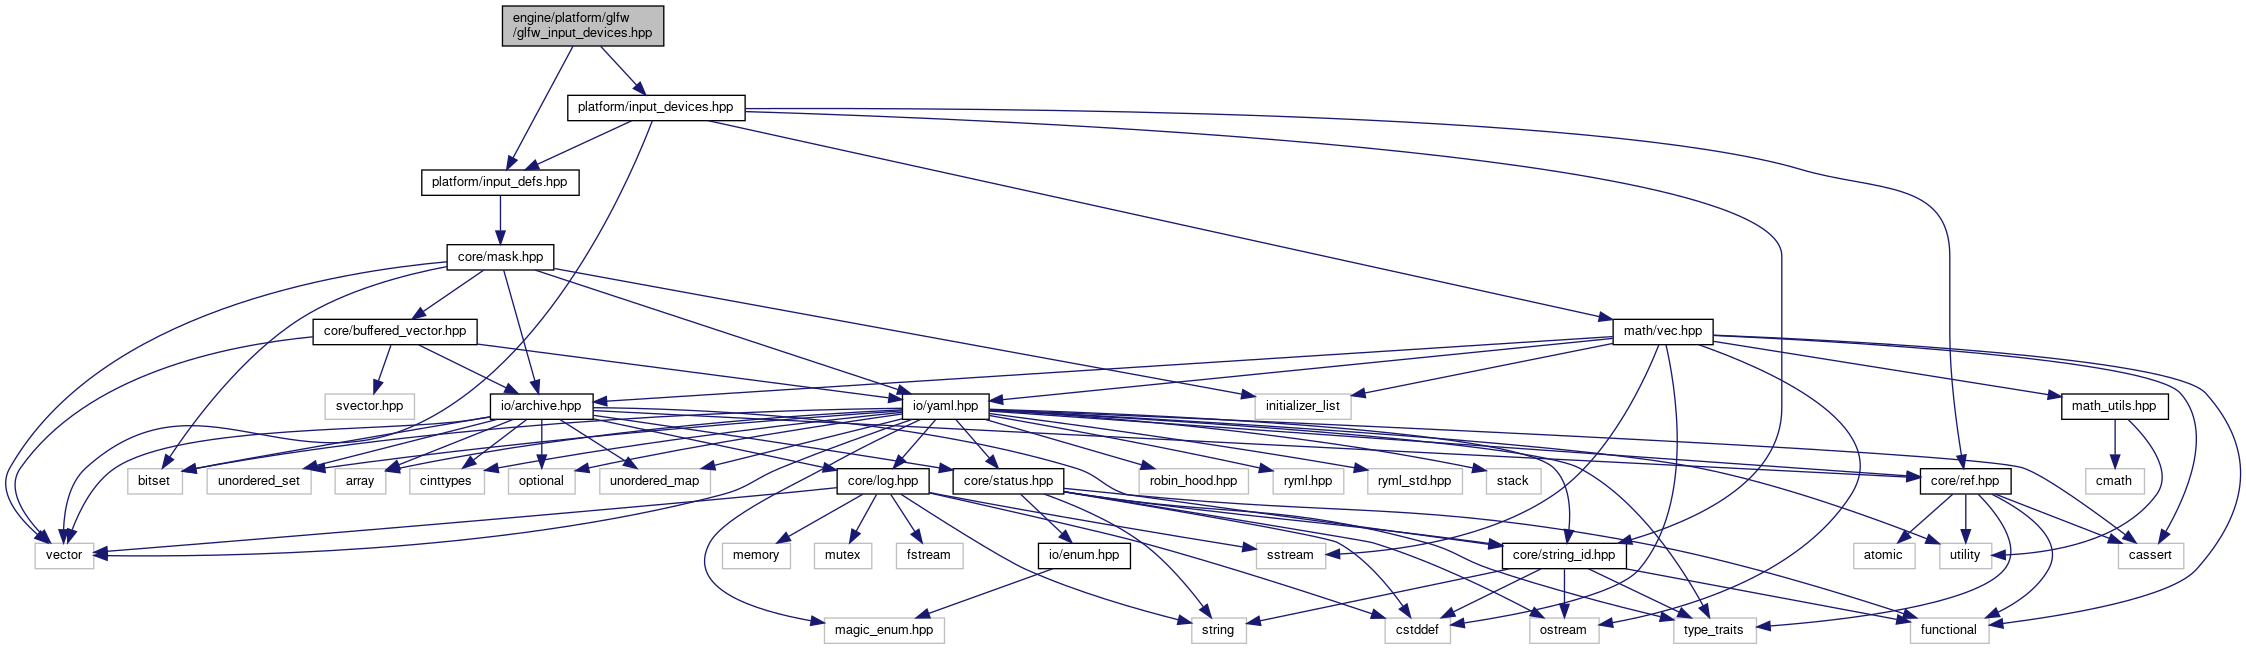 engine/platform/glfw
/glfw_input_devices.hpp
platform/input_devices.hpp
platform/input_defs.hpp
core/mask.hpp
core/buffered_vector.hpp
math/vec.hpp
svector.hpp
io/archive.hpp
io/yaml.hpp
initializer_list
math_utils.hpp
bitset
unordered_set
array
cinttypes
optional
unordered_map
core/log.hpp
core/status.hpp
robin_hood.hpp
ryml.hpp
ryml_std.hpp
stack
core/ref.hpp
cmath
vector
memory
mutex
fstream
io/enum.hpp
sstream
core/string_id.hpp
atomic
utility
cassert
magic_enum.hpp
string
cstddef
ostream
type_traits
functional